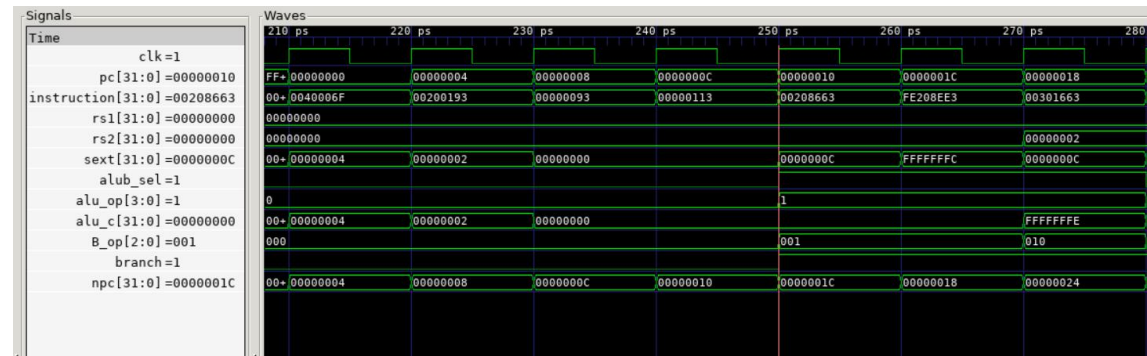 Signals Waves
Time 210 ps 220 ps 230 ps 240 ps 250 ps 260 ps 270 ps 280
clk=1
pc[31:0]=00000010 FF+ 00000000 00000004 00000008 0000000C 00000010 0000001C 00000018
instruction[31:0]=00208663 00+ 0040006F 00200193 00000093 00000113 00208663 FE208EE3 00301663
rs1[31:0]=00000000 00000000
rs2[31:0]=00000000 00000000 00000002
sext[31:0]=0000000C 00+ 00000004 00000002 00000000 0000000C FFFFFFFC 0000000C
alub_sel=1
alu_op[3:0]=1 0 1
alu_c[31:0]=00000000 00+ 00000004 00000002 00000000 FFFFFFFE
B_op[2:0]=001 000 001 010
branch=1
npc[31:0]=0000001C 00+ 00000004 00000008 0000000C 00000010 0000001C 00000018 00000024